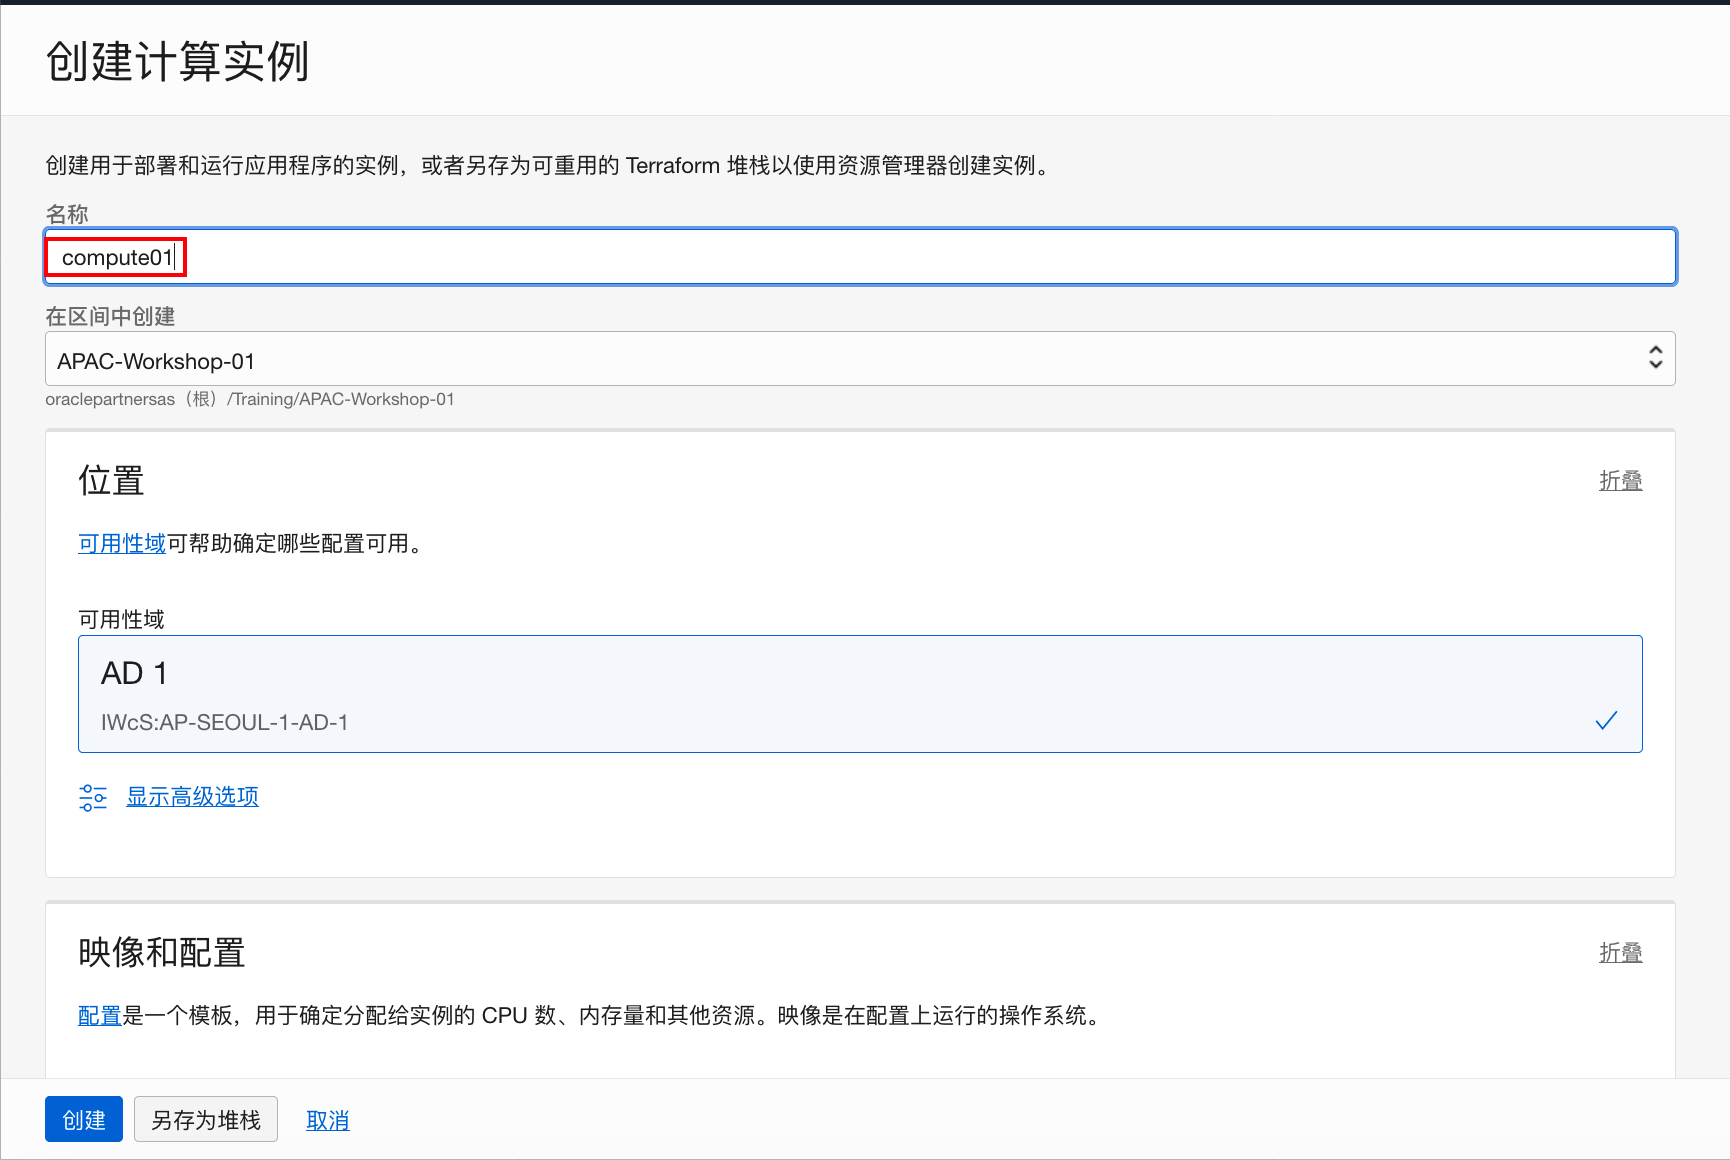 创建计算实例
创建用于部署和运行应用程序的实例，或者另存为可重用的 Terraform 堆栈以使用资源管理器创建实例。
名称
compute01
在区间中创建
APAC-Workshop-01
oraclepartnersas（根）/Training/APAC-Workshop-01
位置
折叠
可用性域可帮助确定哪些配置可用。
可用性域
AD 1
IWcS:AP-SEOUL-1-AD-1
显示高级选项
映像和配置
折叠
配置是一个模板，用于确定分配给实例的 CPU 数、内存量和其他资源。映像是在配置上运行的操作系统。
创建 另存为堆栈 取消